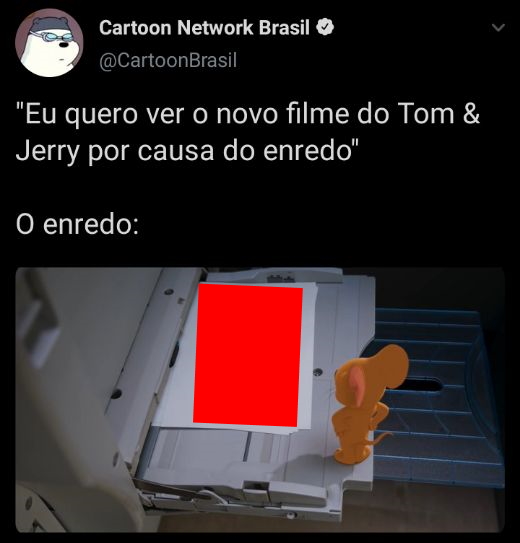 Cartoon Network Brasil
@CartoonBrasil
"Eu quero ver o novo filme do Tom &
Jerry por causa do enredo"
O enredo: